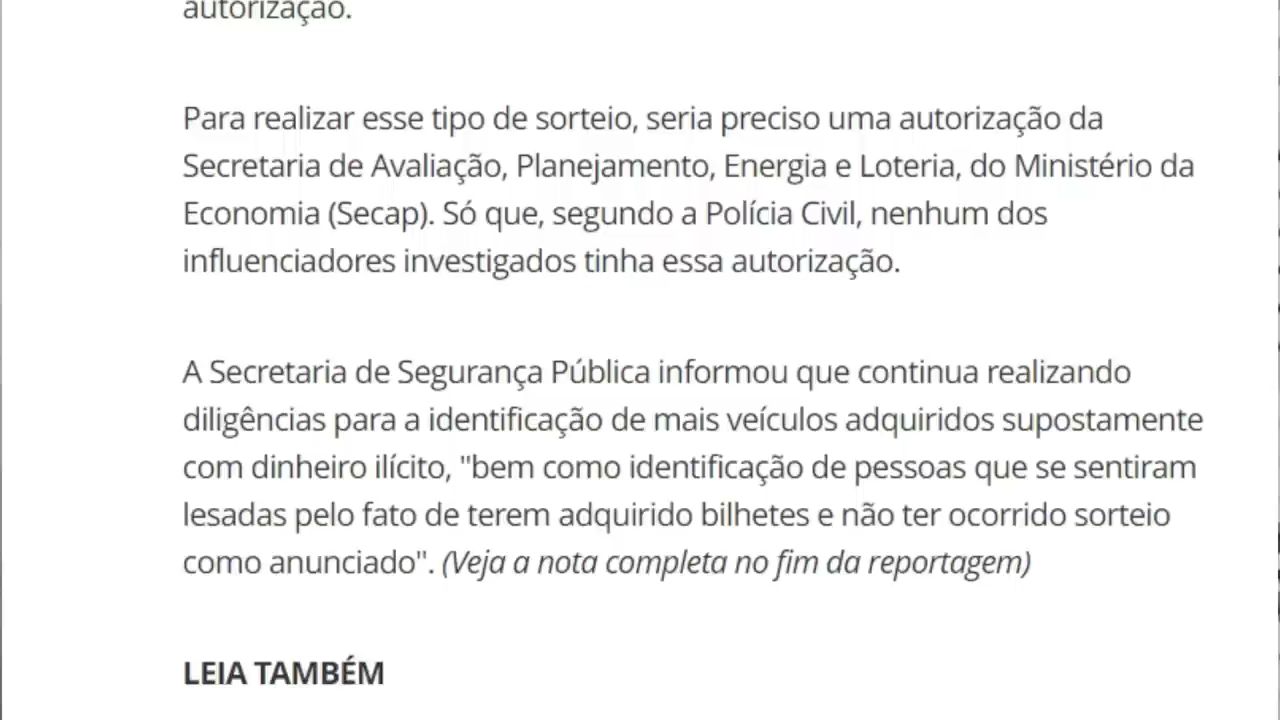 autorização.
Para realizar esse tipo de sorteio, seria preciso uma autorização da
Secretaria de Avaliação, Planejamento, Energia e Loteria, do Ministério da
Economia (Secap). Só que, segundo a Polícia Civil, nenhum dos
influenciadores investigados tinha essa autorização.
A Secretaria de Segurança Pública informou que continua realizando
diligências para a identificação de mais veículos adquiridos supostamente
com dinheiro ilícito, "bem como identificação de pessoas que se sentiram
lesadas pelo fato de terem adquirido bilhetes e não ter ocorrido sorteio
como anunciado". (Veja a nota completa no fim da reportagem)
LEIA TAMBÉM